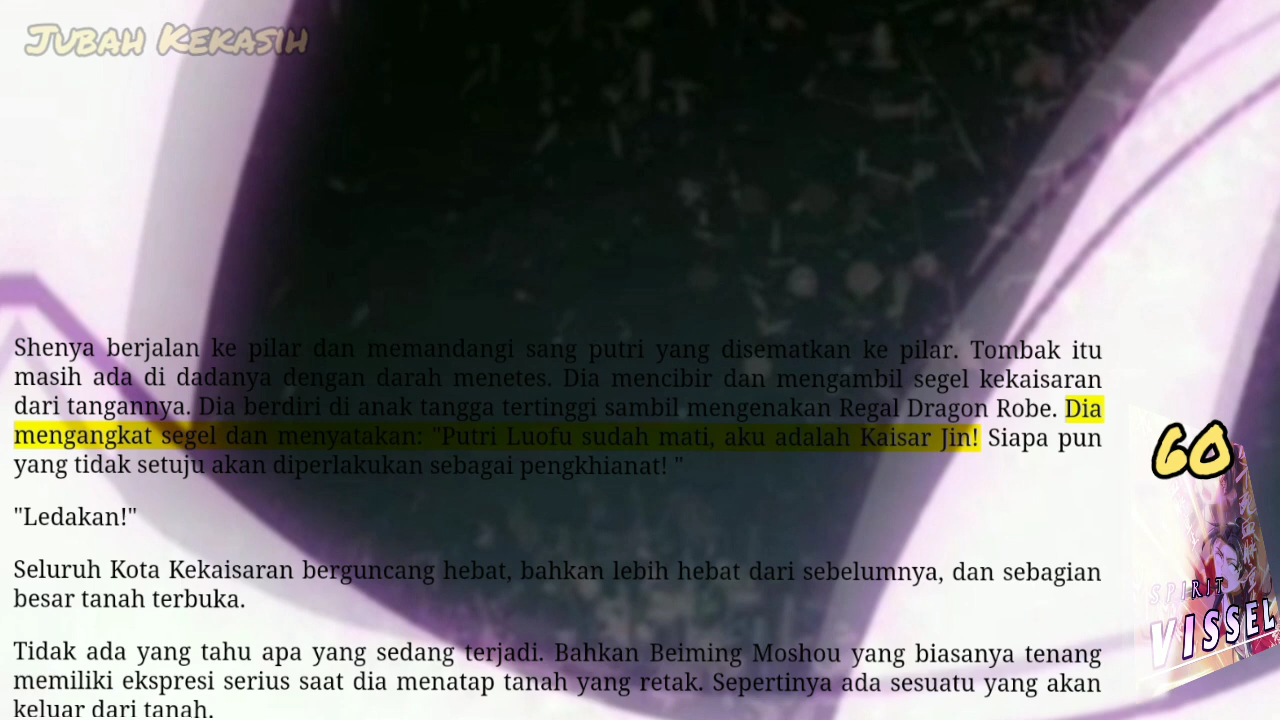 Jubah Kekasih
Shenya berjalan ke pilar dan memandangi sang putri yang disematkan ke pilar. Tombak itu
masih ada di dadanya dengan darah menetes. Dia mencibir dan mengambil segel kekaisaran
dari tangannya. Dia berdiri di anak tangga tertinggi sambil mengenakan Regal Dragon Robe. Dia
mengangkat segel dan menyatakan: "Putri Luofu sudah mati, aku adalah Kaisar Jin! Siapa pun
yang tidak setuju akan diperlakukan sebagai pengkhianat! "
"Ledakan!"
Seluruh Kota Kekaisaran berguncang hebat, bahkan lebih hebat dari sebelumnya, dan sebagian
besar tanah terbuka.
Tidak ada yang tahu apa yang sedang terjadi. Bahkan Beiming Moshou yang biasanya tenang
memiliki ekspresi serius saat dia menatap tanah yang retak. Sepertinya ada sesuatu yang akan
keluar dari tanah.
60
SPIRIT
VISSEL